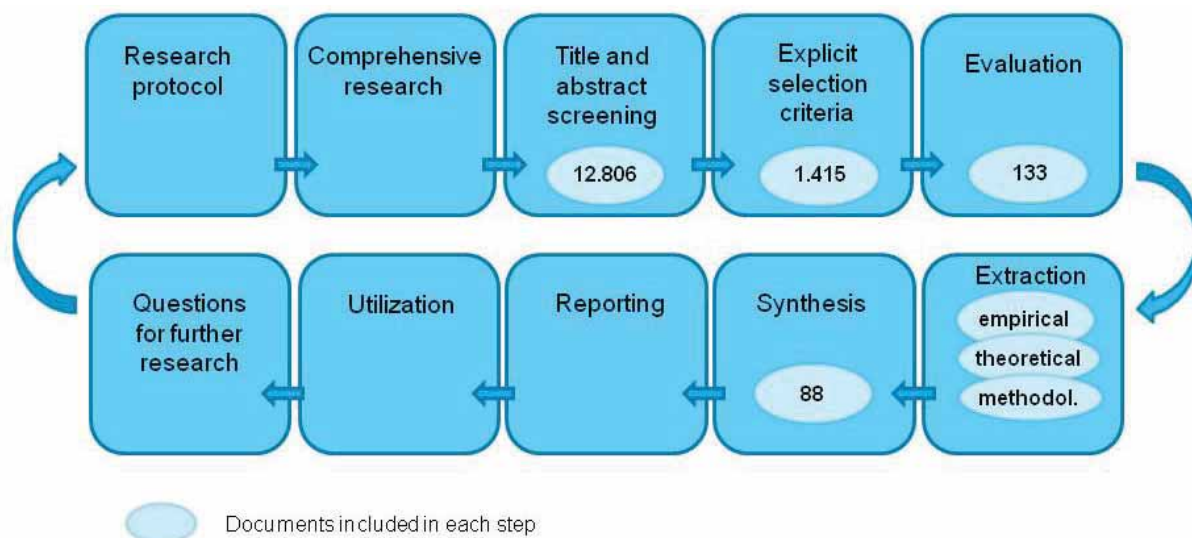 Research
protocol
Comprehensive
research
Title and
abstract
screening
12.806
Explicit
selection
criteria
1.415
Evaluation
133
Extraction
empirical
theoretical
methodol.
Synthesis
88
Reporting
Utilization
Questions
for further
research
Documents included in each step